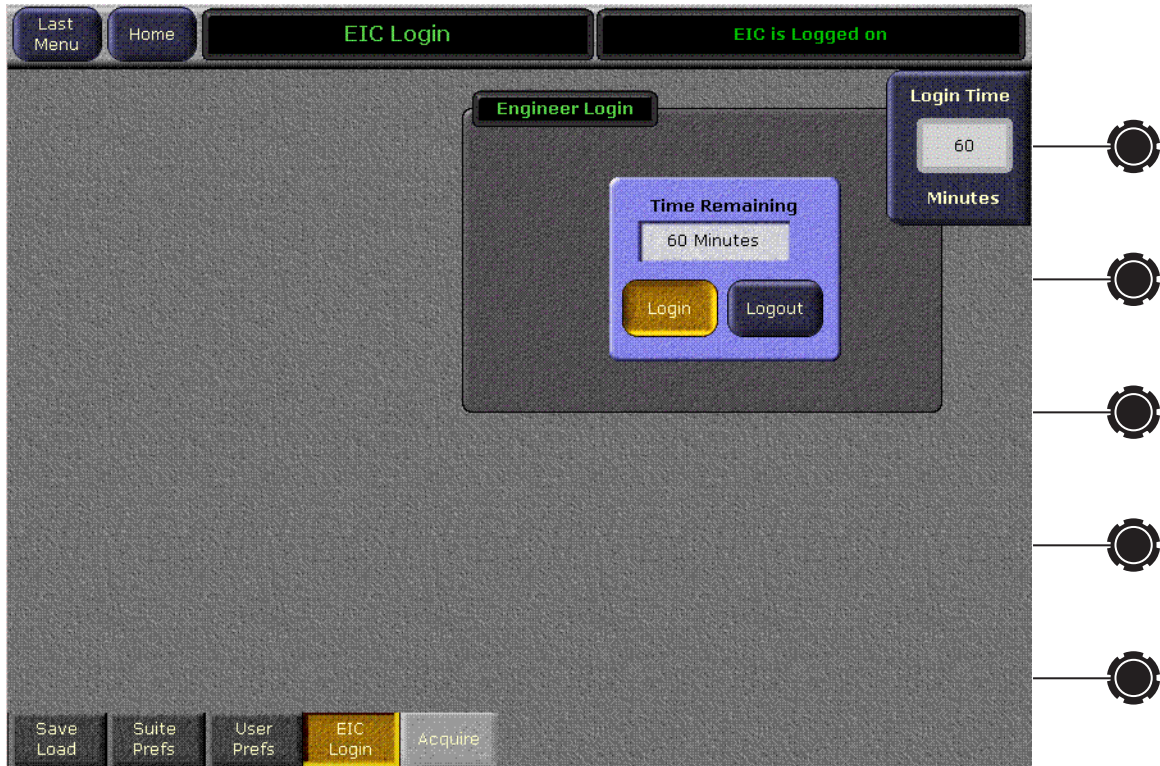 Last
Menu
Home
EIC Login
EIC is Logged on
Engineer Login
Login Time
60
Minutes
Time Remaining
60 Minutes
Login
Logout
Save
Load
Suite
Prefs
User
Prefs
EIC
Login
Acquire